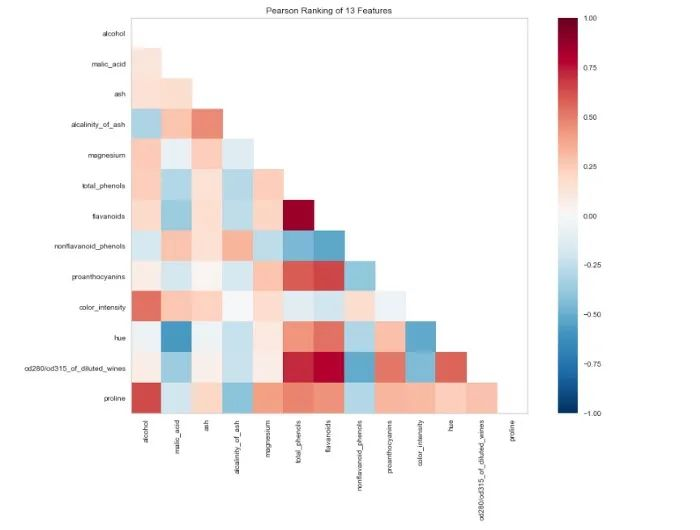 Pearson Ranking of 13 Features
alcohol
malic_acid
ash
alcalinity_of_ash
magnesium
total_phenols
flavanoids
nonflavanoid_phenols
proanthocyanins
color_intensity
hue
od280/od315_of_diluted_wines
proline
alcohol
malic_acid
ash
alcalinity_of_ash
magnesium
total_phenols
flavanoids
nonflavanoid_phenols
proanthocyanins
color_intensity
hue
od280/od315_of_diluted_wines
proline
1.00
0.75
0.50
0.25
0.00
−0.25
−0.50
−0.75
−1.00